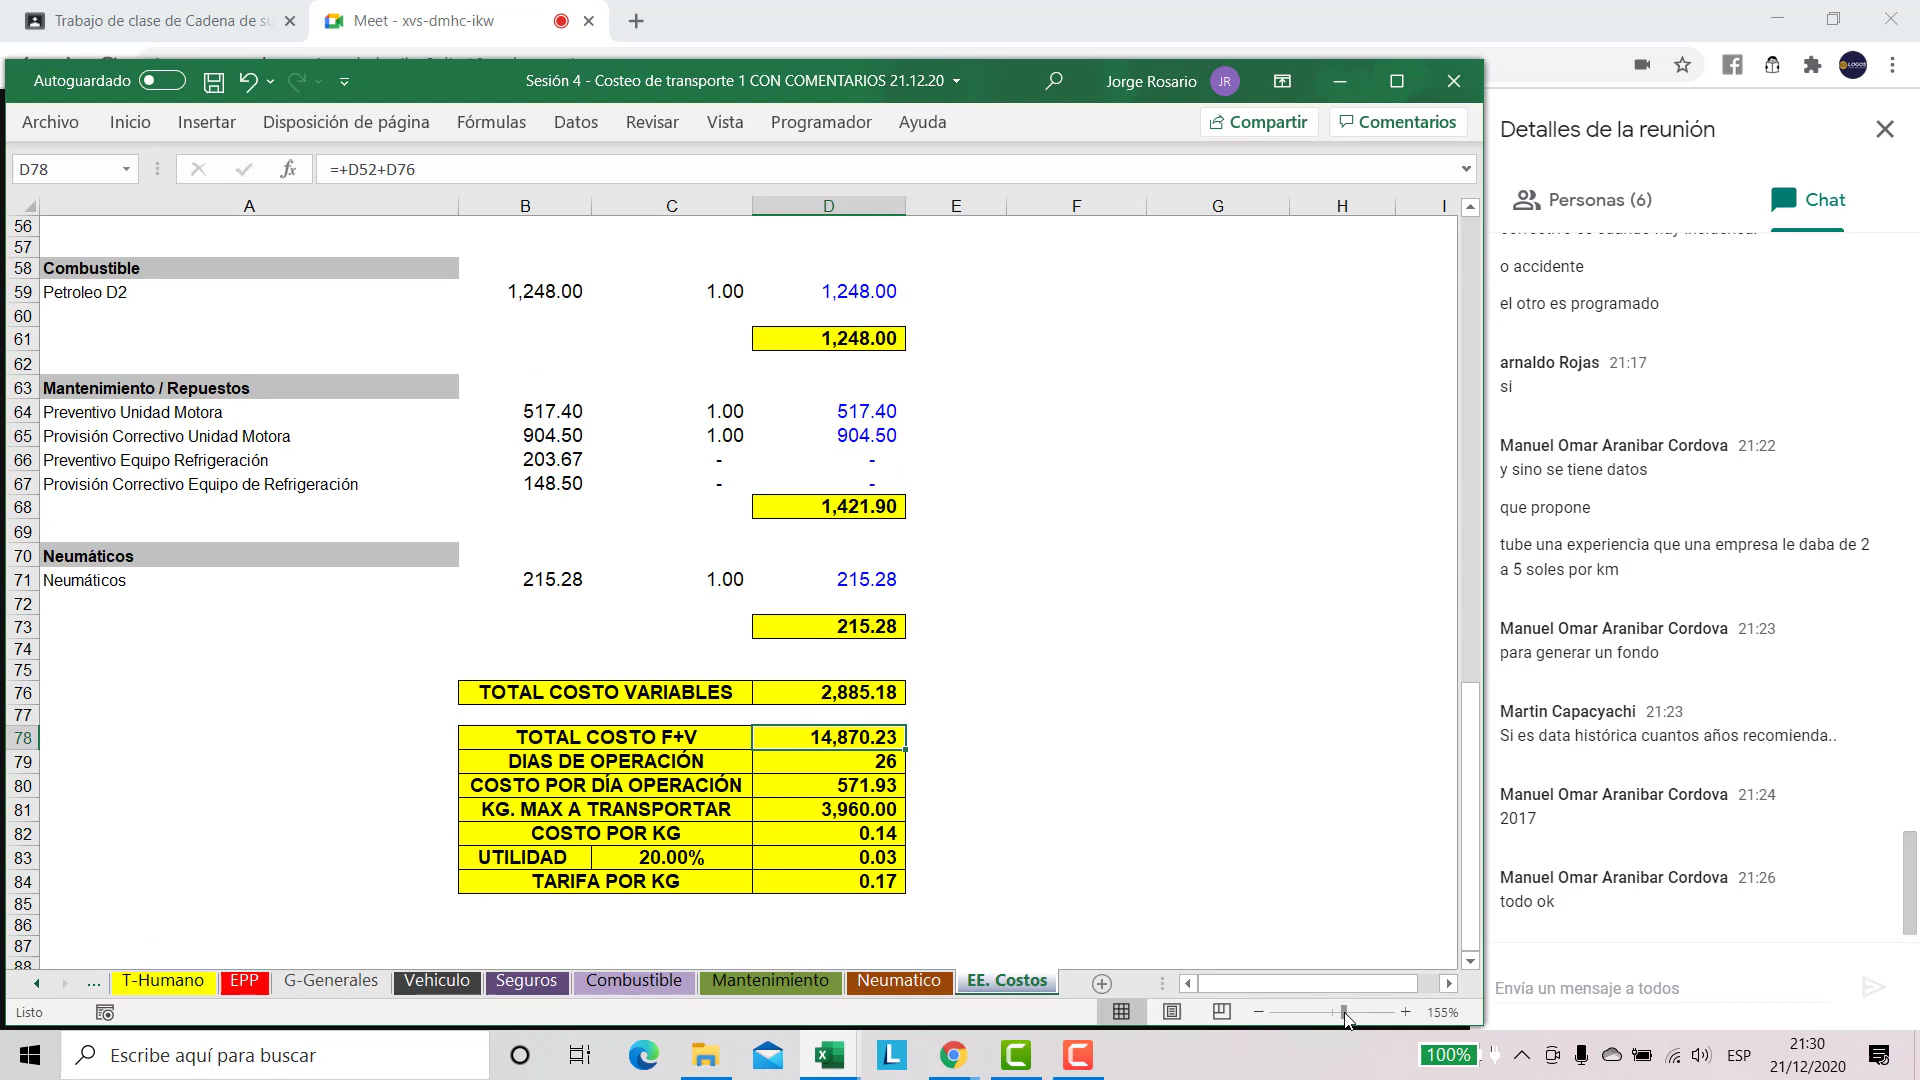 Trabajo de clase de Cadena de su
Meet - xvs-dmhc-ikw
Autoguardado
Sesión 4 - Costeo de transporte 1 CON COMENTARIOS 21.12.20
Jorge Rosario
JR
Archivo Inicio Insertar Disposición de página Fórmulas Datos Revisar Vista Programador Ayuda
Compartir
Comentarios
D78
fx
=+D52+D76
A B C D E F G H I
56
57
58 Combustible
59 Petroleo D2 1,248.00 1.00 1,248.00
60
61 1,248.00
62
63 Mantenimiento / Repuestos
64 Preventivo Unidad Motora 517.40 1.00 517.40
65 Provisión Correctivo Unidad Motora 904.50 1.00 904.50
66 Preventivo Equipo Refrigeración 203.67 - -
67 Provisión Correctivo Equipo de Refrigeración 148.50 - -
68 1,421.90
69
70 Neumáticos
71 Neumáticos 215.28 1.00 215.28
72
73 215.28
74
75
76 TOTAL COSTO VARIABLES 2,885.18
77
78 TOTAL COSTO F+V 14,870.23
79 DIAS DE OPERACIÓN 26
80 COSTO POR DÍA OPERACIÓN 571.93
81 KG. MAX A TRANSPORTAR 3,960.00
82 COSTO POR KG 0.14
83 UTILIDAD 20.00% 0.03
84 TARIFA POR KG 0.17
85
86
87
88
... T-Humano EPP G-Generales Vehiculo Seguros Combustible Mantenimiento Neumatico EE. Costos
Listo
155%
Detalles de la reunión
Personas (6)
Chat
o accidente
el otro es programado
arnaldo Rojas 21:17
si
Manuel Omar Aranibar Cordova 21:22
y sino se tiene datos
que propone
tube una experiencia que una empresa le daba de 2
a 5 soles por km
Manuel Omar Aranibar Cordova 21:23
para generar un fondo
Martin Capacyachi 21:23
Si es data histórica cuantos años recomienda..
Manuel Omar Aranibar Cordova 21:24
2017
Manuel Omar Aranibar Cordova 21:26
todo ok
Envía un mensaje a todos
Escribe aquí para buscar
100%
ESP
21:30
21/12/2020